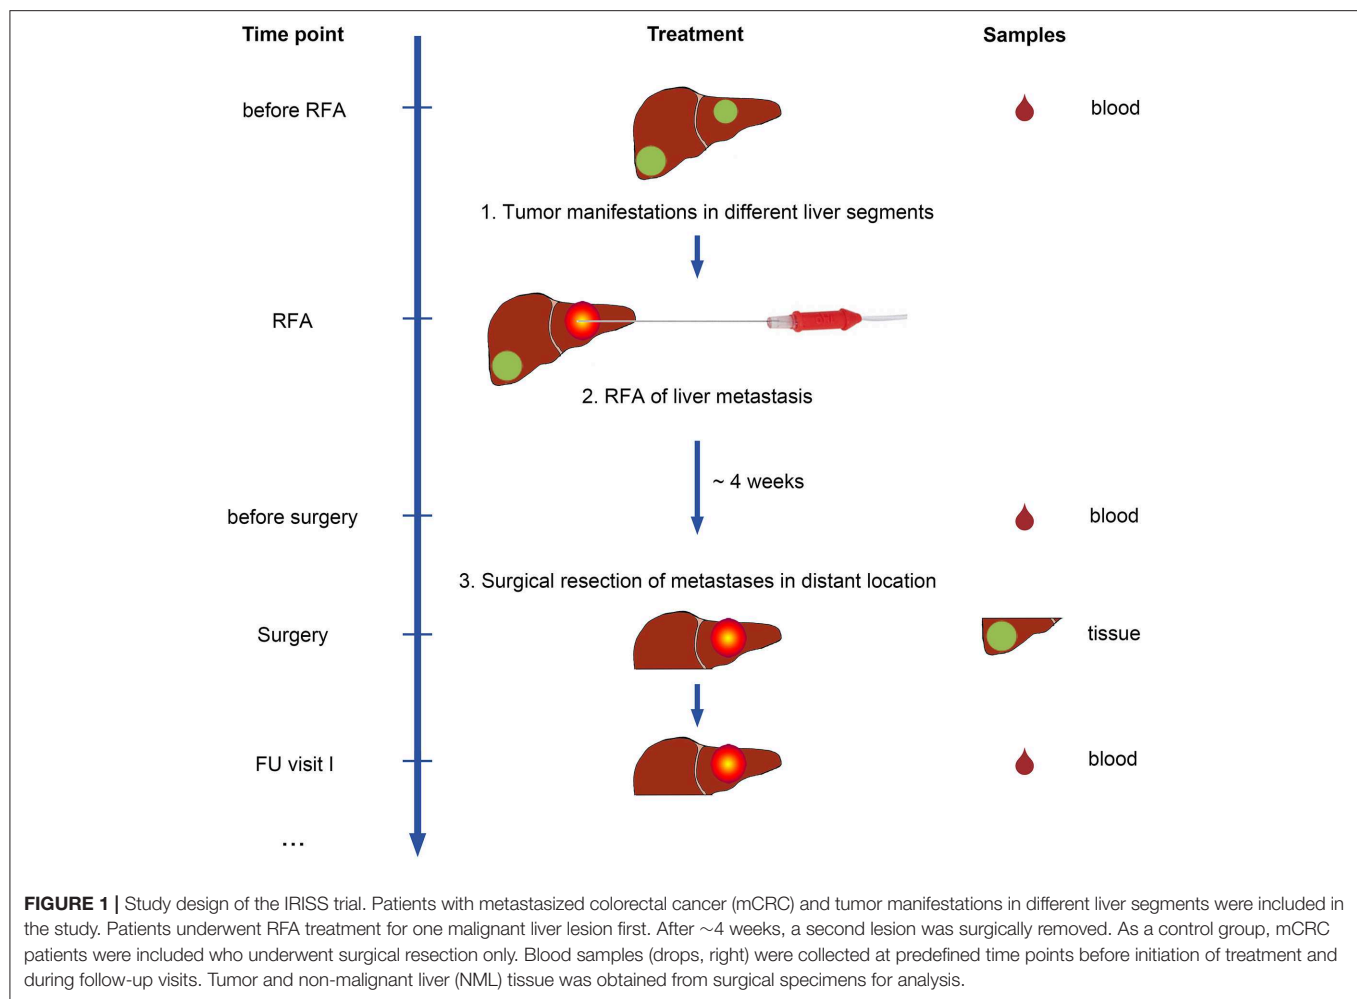 Time point
Treatment
Samples
before RFA
blood
1. Tumor manifestations in different liver segments
RFA
2. RFA of liver metastasis
~ 4 weeks
before surgery
blood
3. Surgical resection of metastases in distant location
Surgery
tissue
FU visit I
blood
...
FIGURE 1 | Study design of the IRISS trial. Patients with metastasized colorectal cancer (mCRC) and tumor manifestations in different liver segments were included in
the study. Patients underwent RFA treatment for one malignant liver lesion first. After ∼4 weeks, a second lesion was surgically removed. As a control group, mCRC
patients were included who underwent surgical resection only. Blood samples (drops, right) were collected at predefined time points before initiation of treatment and
during follow-up visits. Tumor and non-malignant liver (NML) tissue was obtained from surgical specimens for analysis.